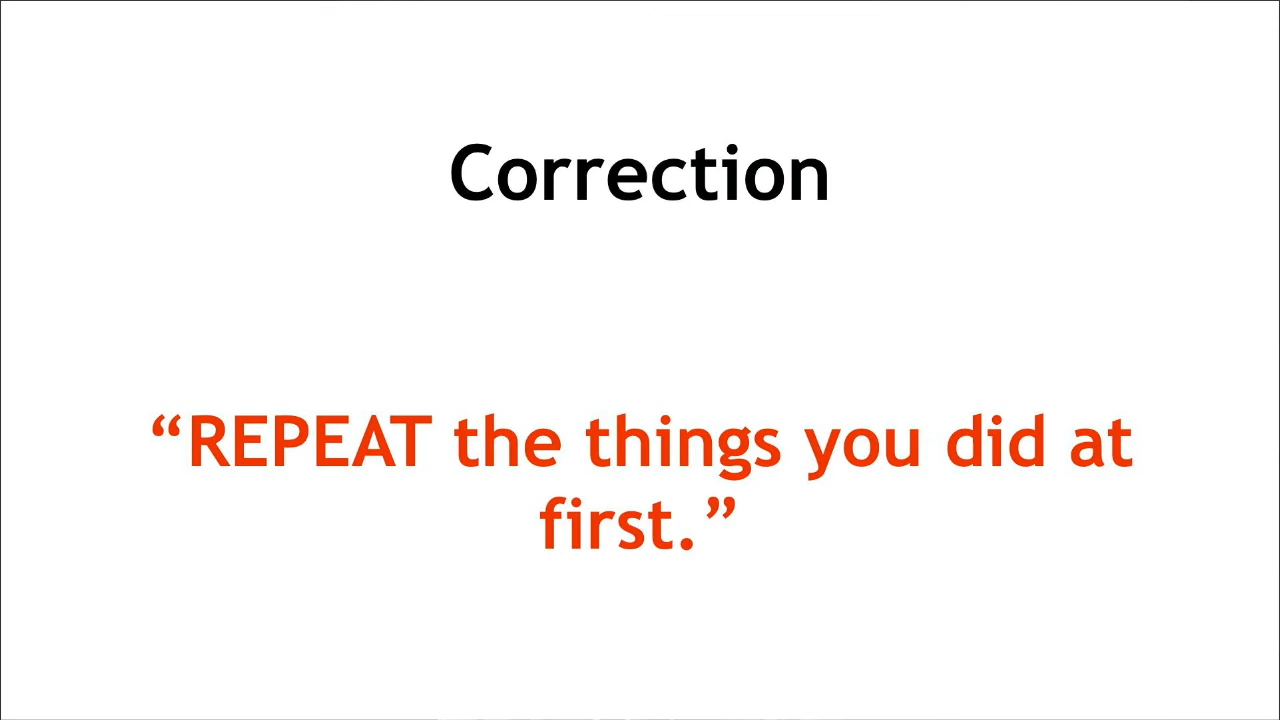 Correction
“REPEAT the things you did at
first.”